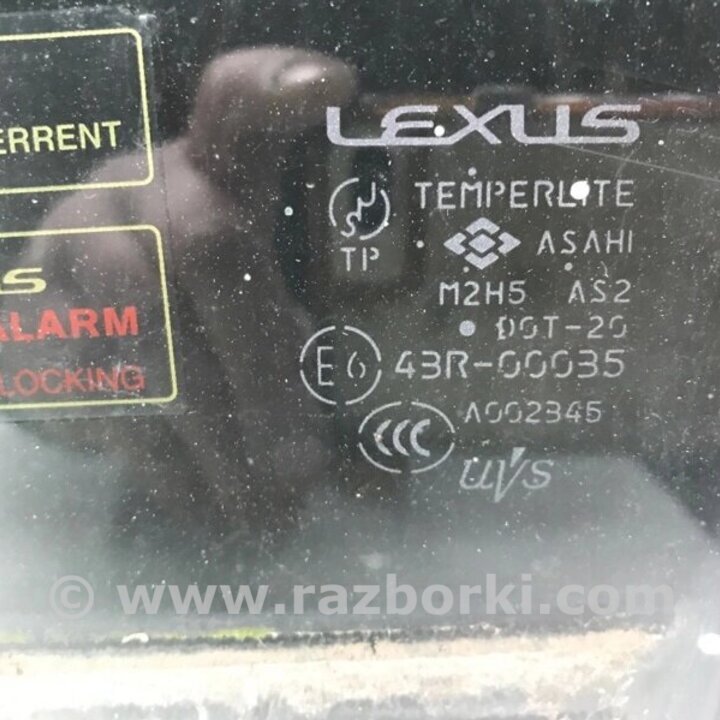 ERRENT
LEXUS
TEMPERLITE
TP
ASAHI
M2H5 AS2
DOT-20
S
ALARM
LOCKING
E6 43R-00035
A002345
CCC
UVS
© www.razborki.com